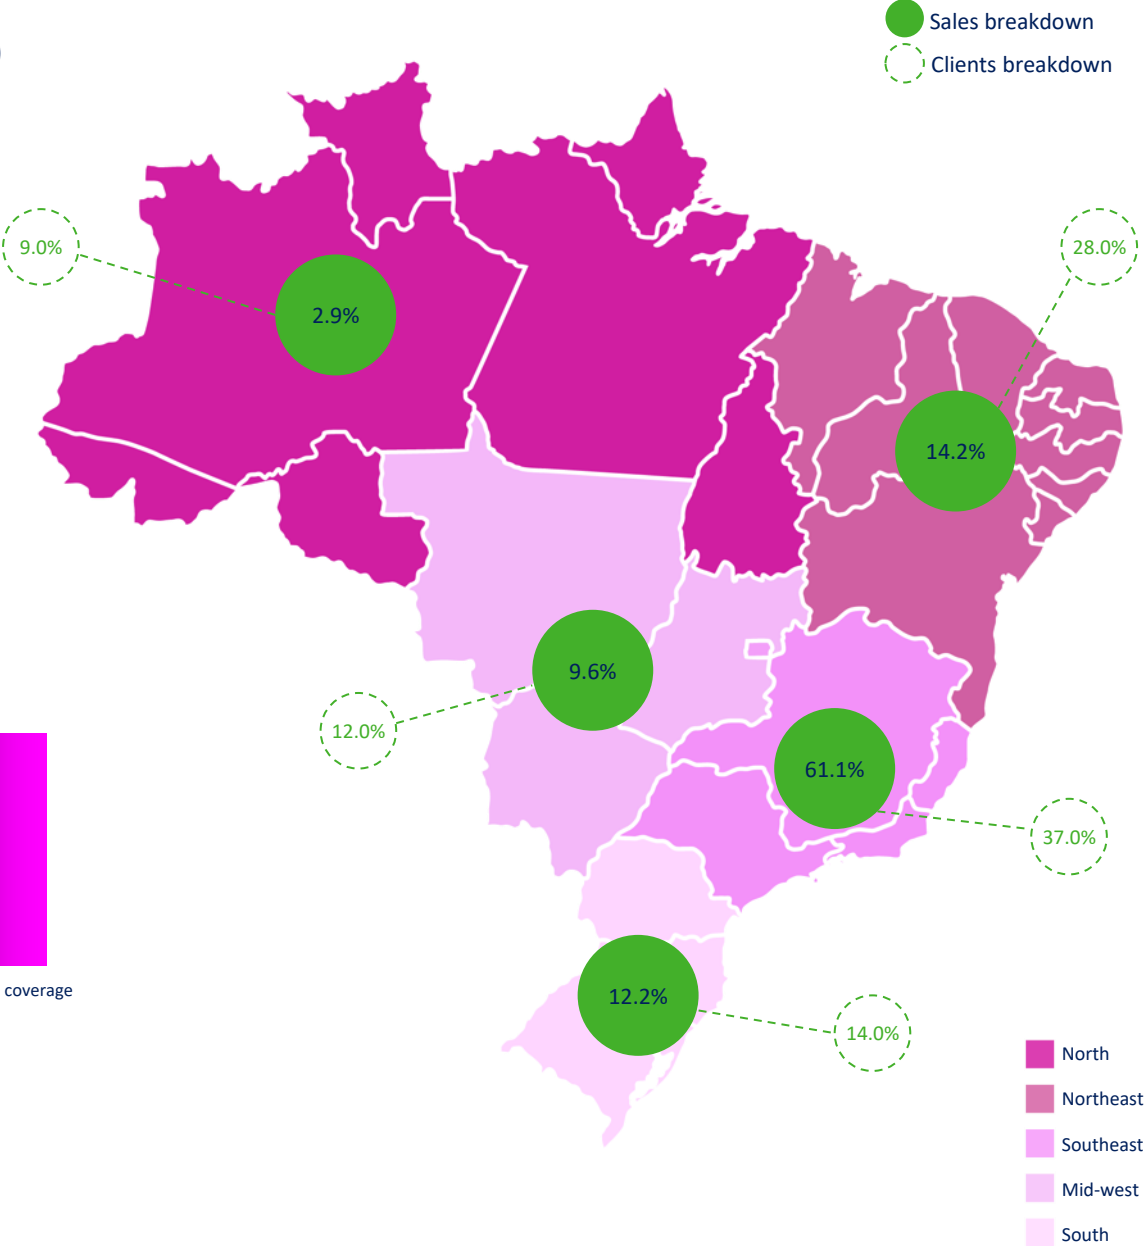 Sales breakdown
Clients breakdown
9.0%
28.0%
2.9%
14.2%
9.6%
12.0%
61.1%
37.0%
coverage
12.2%
14.0%
North
Northeast
Southeast
Mid-west
South